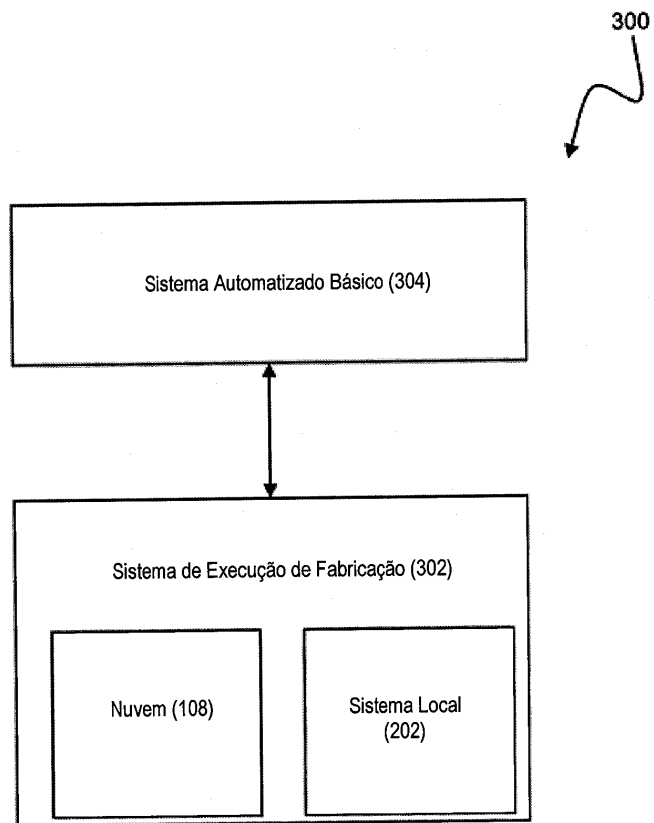 300
Sistema Automatizado Básico (304)
Sistema de Execução de Fabricação (302)
Nuvem (108)
Sistema Local
(202)